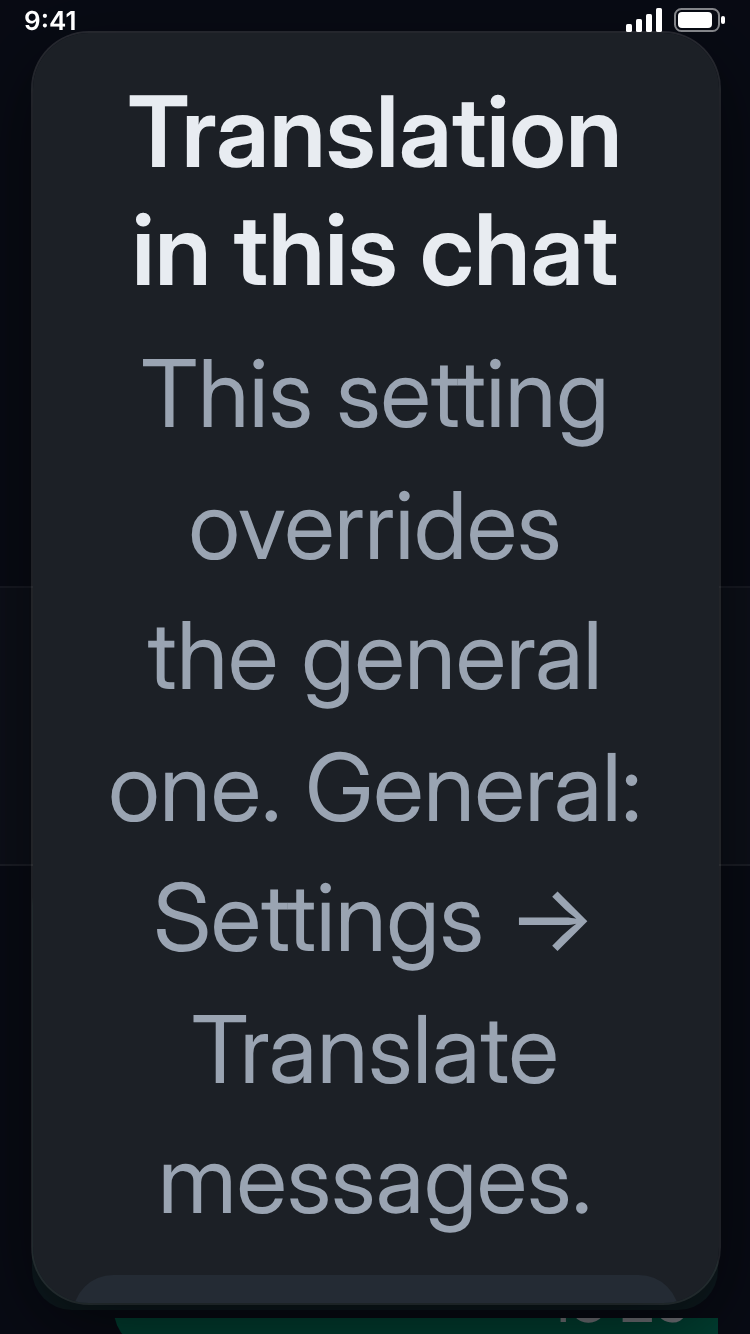 9:41
Translation
in this chat
This setting
overrides
the general
one. General:
Settings →
Translate
messages.